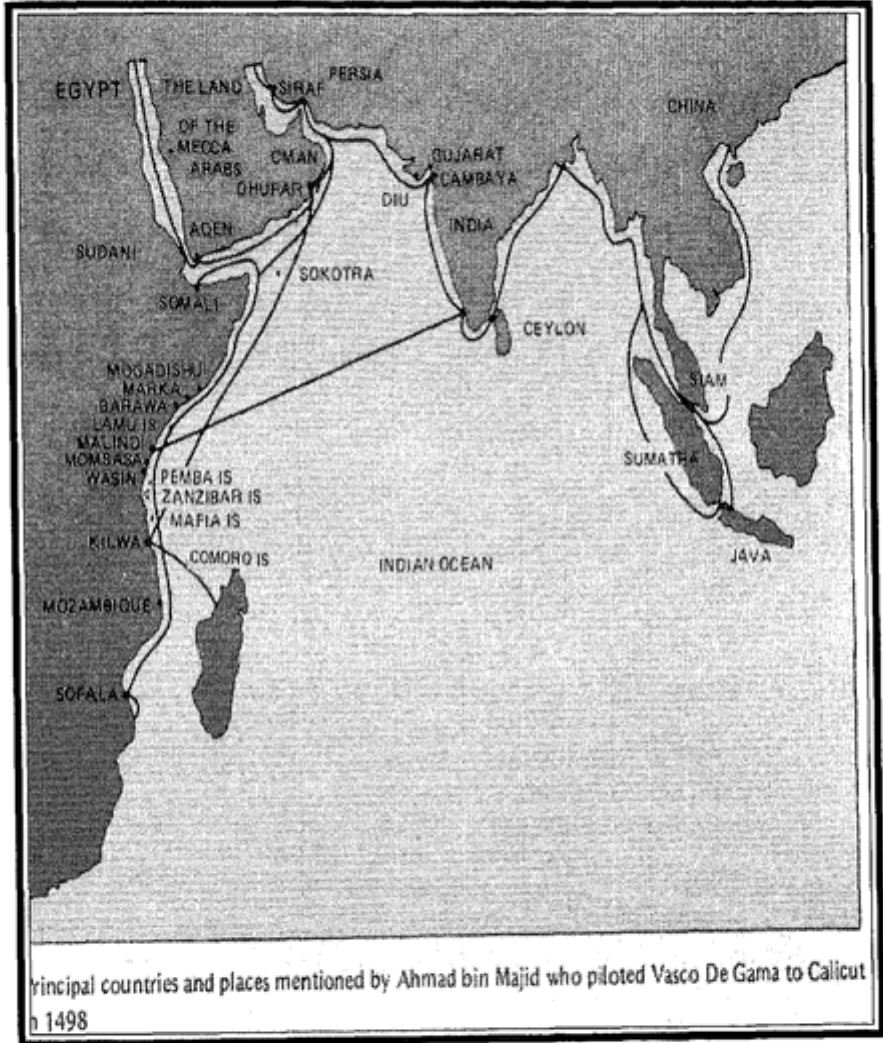 EGYPT
THE LAND
OF THE
MECCA
ARABS
SIRAF
PERSIA
CHINA
OMAN
DHUFAR
GUJARAT
CAMBAYA
DIU
INDIA
ADEN
SUDANI
SOKOTRA
SOMALI
CEYLON
MOGADISHU
MARKA
BARAWA
LAMU IS
MALINDI
MOMBASA
WASIN
PEMBA IS
ZANZIBAR IS
MAFIA IS
SIAM
SUMATRA
KILWA
COMORO IS
INDIAN OCEAN
JAVA
MOZAMBIQUE
SOFALA
rincipal countries and places mentioned by Ahmad bin Majid who piloted Vasco De Gama to Calicut
n 1498